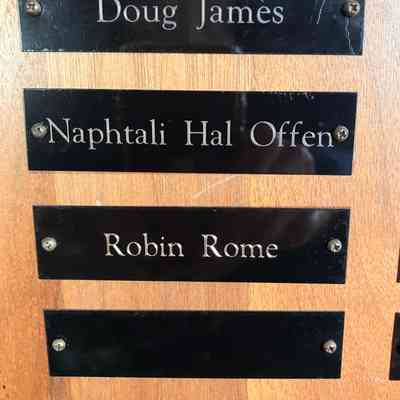 Doug James
Naphtali Hal Offen
Robin Rome